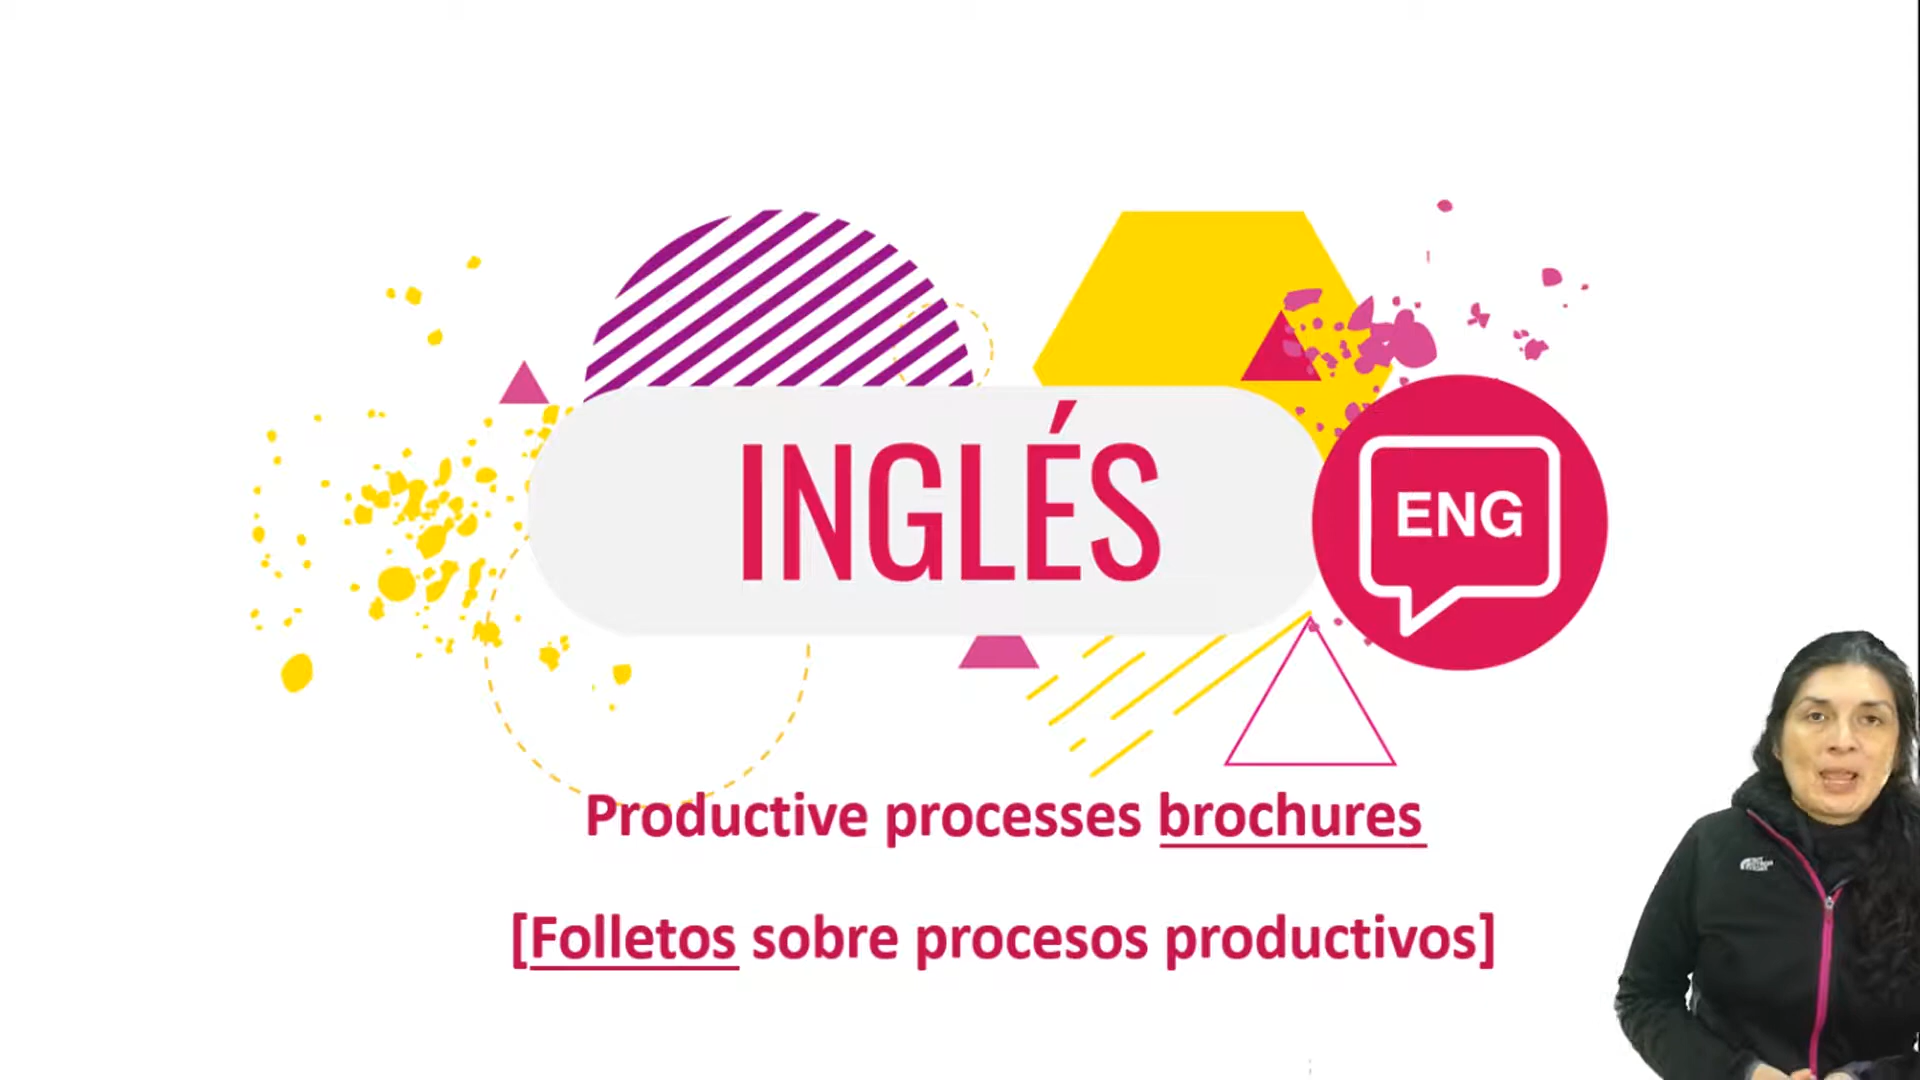 INGLÉS
ENG
Productive processes brochures
[Folletos sobre procesos productivos]